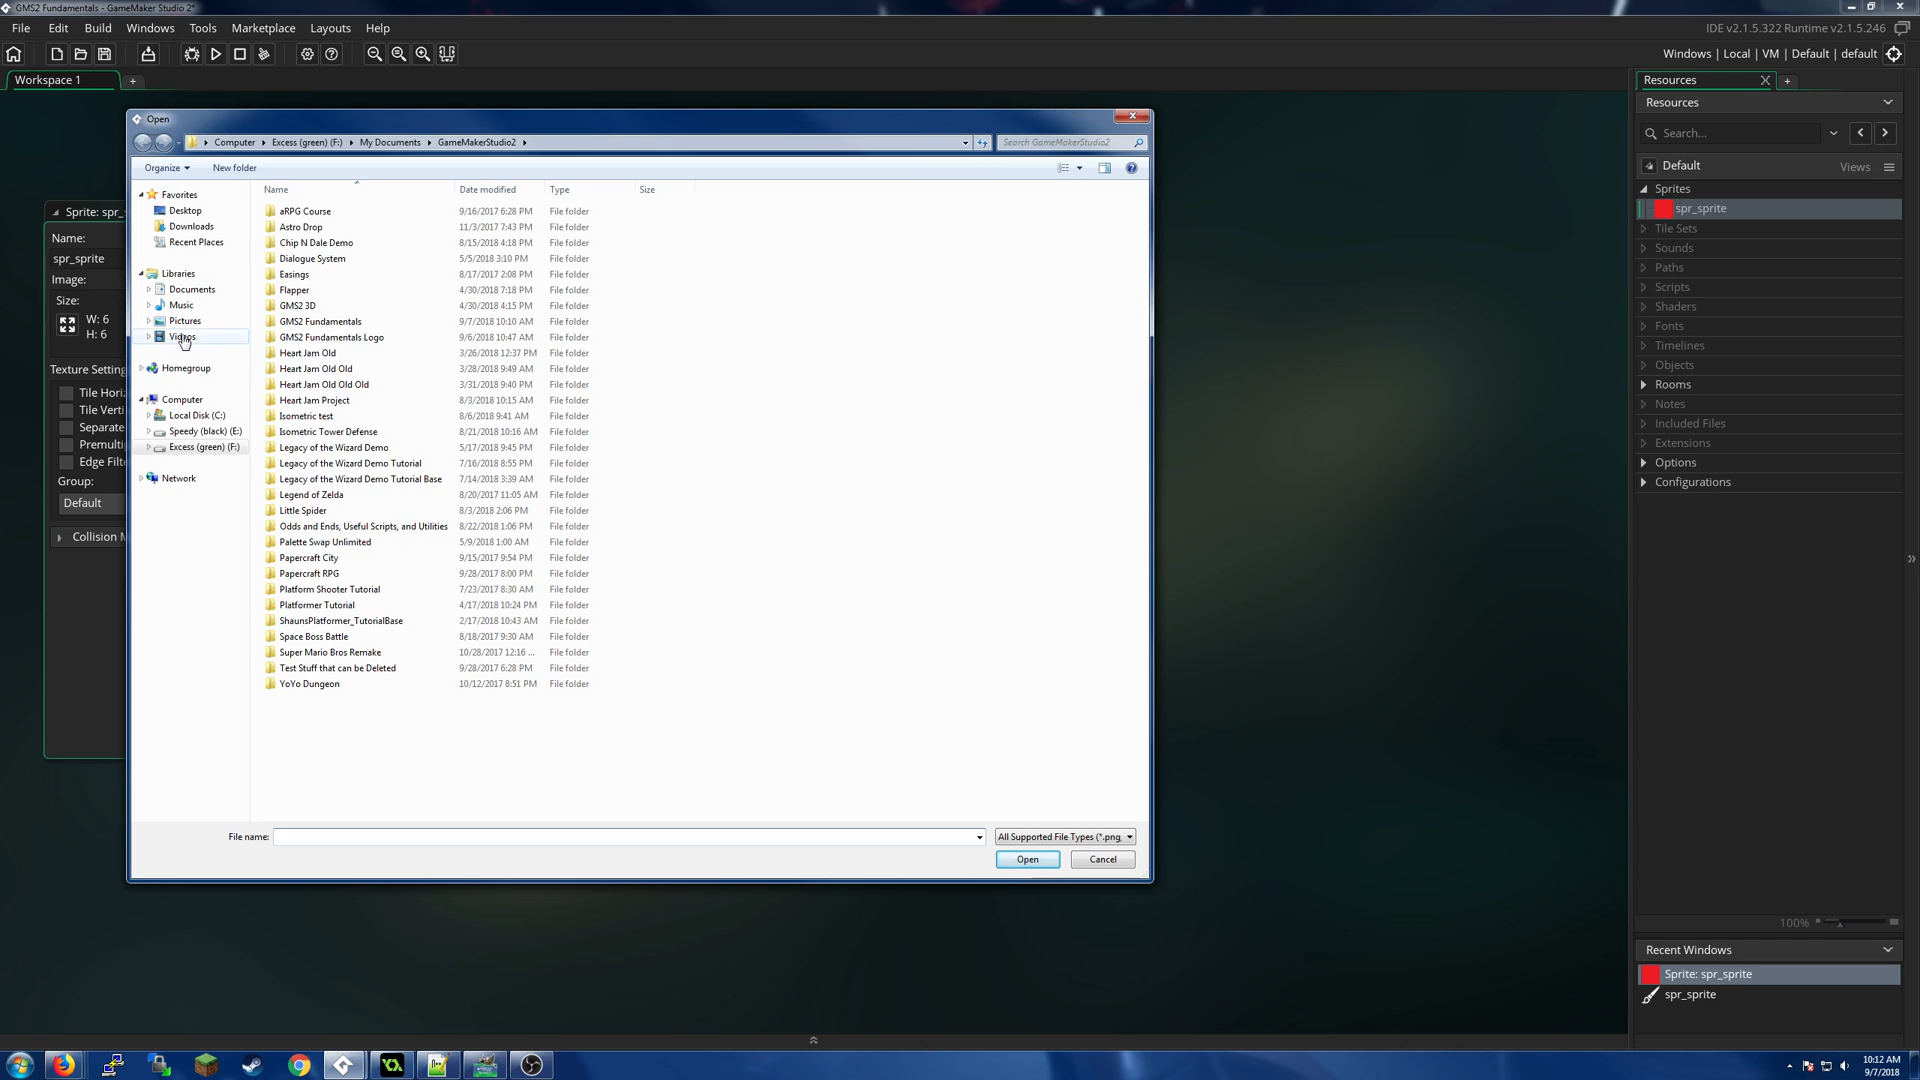 GMS2 Fundamentals - GameMaker Studio 2*
File Edit Build Windows Tools Marketplace Layouts Help
IDE v2.1.5.322 Runtime v2.1.5.246
Windows | Local | VM | Default | default
Workspace 1 +
Resources X +
Resources
Search...
Default Views
Sprites
spr_sprite
Tile Sets
Sounds
Paths
Scripts
Shaders
Fonts
Timelines
Objects
Rooms
Notes
Included Files
Extensions
Options
Configurations
100%
Recent Windows
Sprite: spr_sprite
spr_sprite
Sprite: spr_
Name:
spr_sprite
Image:
Size:
W: 6
H: 6
Texture Setting
Tile Hori
Tile Verti
Separate
Premulti
Edge Filt
Group:
Default
Collision M
Open
Computer Excess (green) (F:) My Documents GameMakerStudio2
Search GameMakerStudio2
Organize New folder
Favorites
Desktop
Downloads
Recent Places
Libraries
Documents
Music
Pictures
Videos
Homegroup
Computer
Local Disk (C:)
Speedy (black) (E:)
Excess (green) (F:)
Network
Name Date modified Type Size
aRPG Course 9/16/2017 6:28 PM File folder
Astro Drop 11/3/2017 7:43 PM File folder
Chip N Dale Demo 8/15/2018 4:18 PM File folder
Dialogue System 5/5/2018 3:10 PM File folder
Easings 8/17/2017 2:08 PM File folder
Flapper 4/30/2018 7:18 PM File folder
GMS2 3D 4/30/2018 4:15 PM File folder
GMS2 Fundamentals 9/7/2018 10:10 AM File folder
GMS2 Fundamentals Logo 9/6/2018 10:47 AM File folder
Heart Jam Old 3/26/2018 12:37 PM File folder
Heart Jam Old Old 3/28/2018 9:49 AM File folder
Heart Jam Old Old Old 3/31/2018 9:40 PM File folder
Heart Jam Project 8/3/2018 10:15 AM File folder
Isometric test 8/6/2018 9:41 AM File folder
Isometric Tower Defense 8/21/2018 10:16 AM File folder
Legacy of the Wizard Demo 5/17/2018 9:45 PM File folder
Legacy of the Wizard Demo Tutorial 7/16/2018 8:55 PM File folder
Legacy of the Wizard Demo Tutorial Base 7/14/2018 3:39 AM File folder
Legend of Zelda 8/20/2017 11:05 AM File folder
Little Spider 8/3/2018 2:06 PM File folder
Odds and Ends, Useful Scripts, and Utilities 8/22/2018 1:06 PM File folder
Palette Swap Unlimited 5/9/2018 1:00 AM File folder
Papercraft City 9/15/2017 9:54 PM File folder
Papercraft RPG 9/28/2017 8:00 PM File folder
Platform Shooter Tutorial 7/23/2017 8:30 AM File folder
Platformer Tutorial 4/17/2018 10:24 PM File folder
ShaunsPlatformer_TutorialBase 2/17/2018 10:43 AM File folder
Space Boss Battle 8/18/2017 9:30 AM File folder
Super Mario Bros Remake 10/28/2017 12:16 ... File folder
Test Stuff that can be Deleted 9/28/2017 6:28 PM File folder
YoYo Dungeon 10/12/2017 8:51 PM File folder
File name: All Supported File Types (*.png,
Open Cancel
10:12 AM
9/7/2018